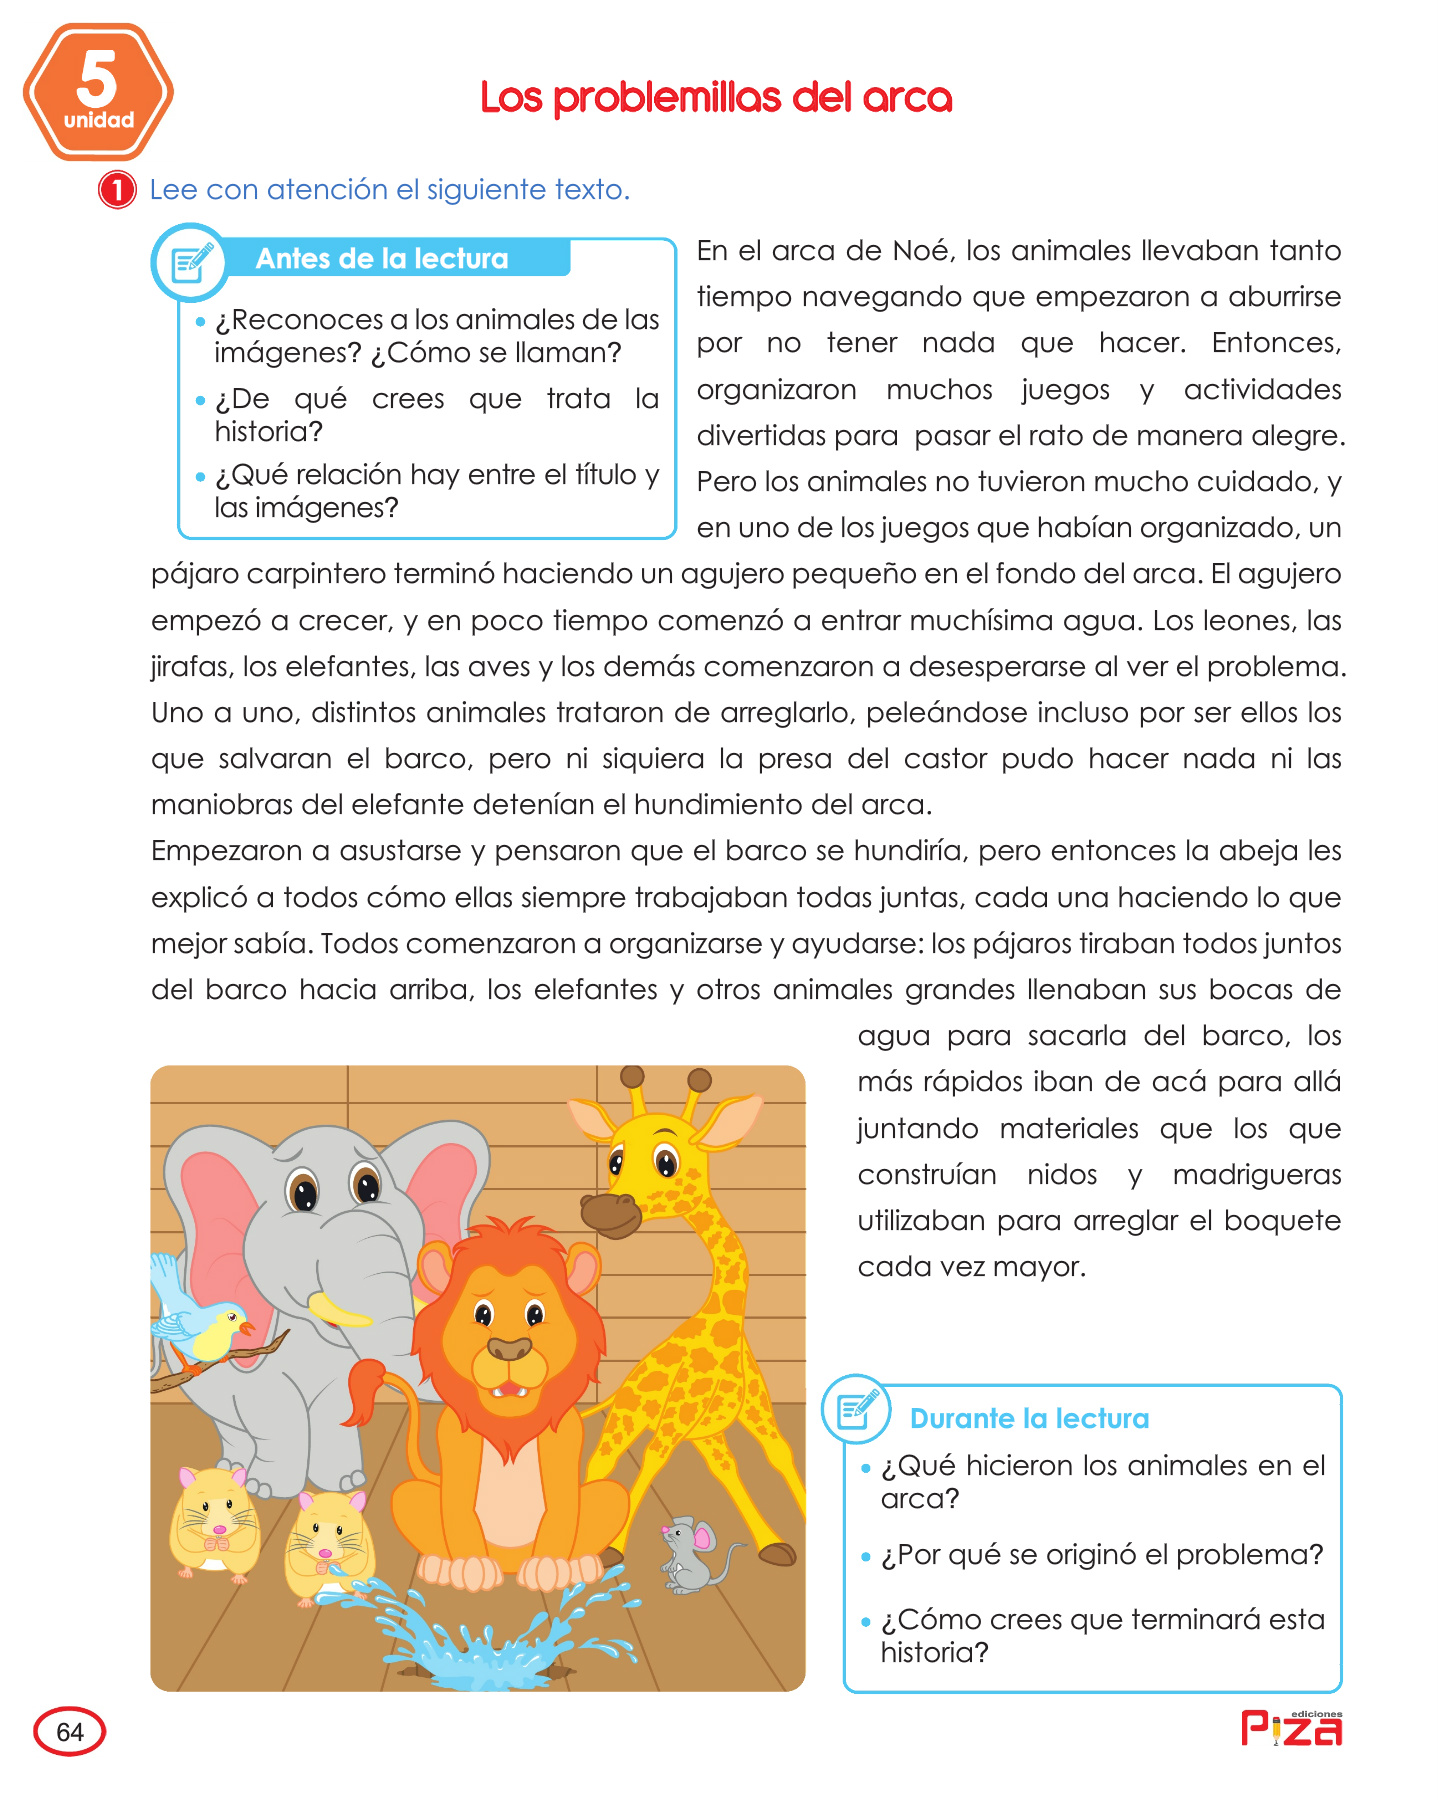 5
unidad
Los problemillas del arca
1 Lee con atención el siguiente texto.
Antes de la lectura
• ¿Reconoces a los animales de las
imágenes? ¿Cómo se llaman?
• ¿De qué crees que trata la
historia?
• ¿Qué relación hay entre el título y
las imágenes?
En el arca de Noé, los animales llevaban tanto
tiempo navegando que empezaron a aburrirse
por no tener nada que hacer. Entonces,
organizaron muchos juegos y actividades
divertidas para pasar el rato de manera alegre.
Pero los animales no tuvieron mucho cuidado, y
en uno de los juegos que habían organizado, un
pájaro carpintero terminó haciendo un agujero pequeño en el fondo del arca. El agujero
empezó a crecer, y en poco tiempo comenzó a entrar muchísima agua. Los leones, las
jirafas, los elefantes, las aves y los demás comenzaron a desesperarse al ver el problema.
Uno a uno, distintos animales trataron de arreglarlo, peleándose incluso por ser ellos los
que salvaran el barco, pero ni siquiera la presa del castor pudo hacer nada ni las
maniobras del elefante detenían el hundimiento del arca.
Empezaron a asustarse y pensaron que el barco se hundiría, pero entonces la abeja les
explicó a todos cómo ellas siempre trabajaban todas juntas, cada una haciendo lo que
mejor sabía. Todos comenzaron a organizarse y ayudarse: los pájaros tiraban todos juntos
del barco hacia arriba, los elefantes y otros animales grandes llenaban sus bocas de
agua para sacarla del barco, los
más rápidos iban de acá para allá
juntando materiales que los que
construían nidos y madrigueras
utilizaban para arreglar el boquete
cada vez mayor.
Durante la lectura
• ¿Qué hicieron los animales en el
arca?
• ¿Por qué se originó el problema?
• ¿Cómo crees que terminará esta
historia?
64
ediciones
Piza